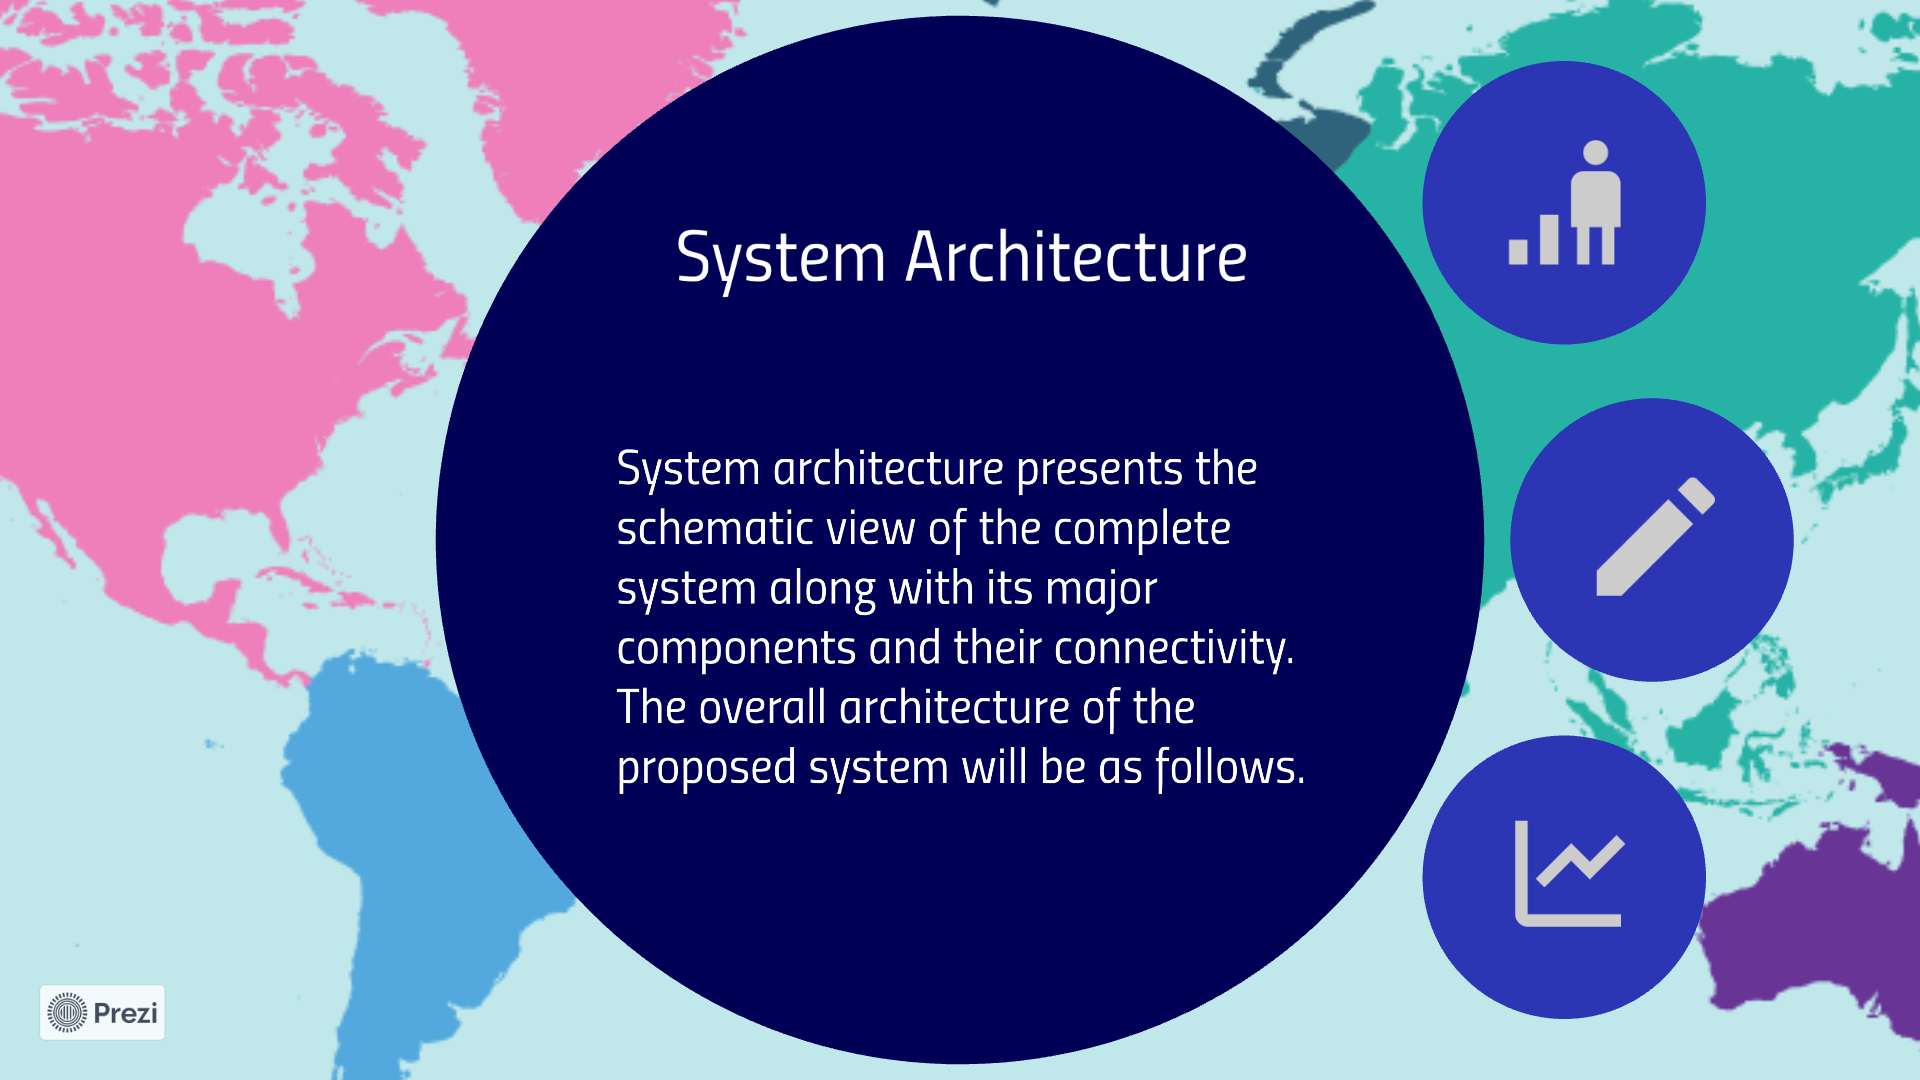 System Architecture
System architecture presents the
schematic view of the complete
system along with its major
components and their connectivity.
The overall architecture of the
proposed system will be as follows.
Prezi